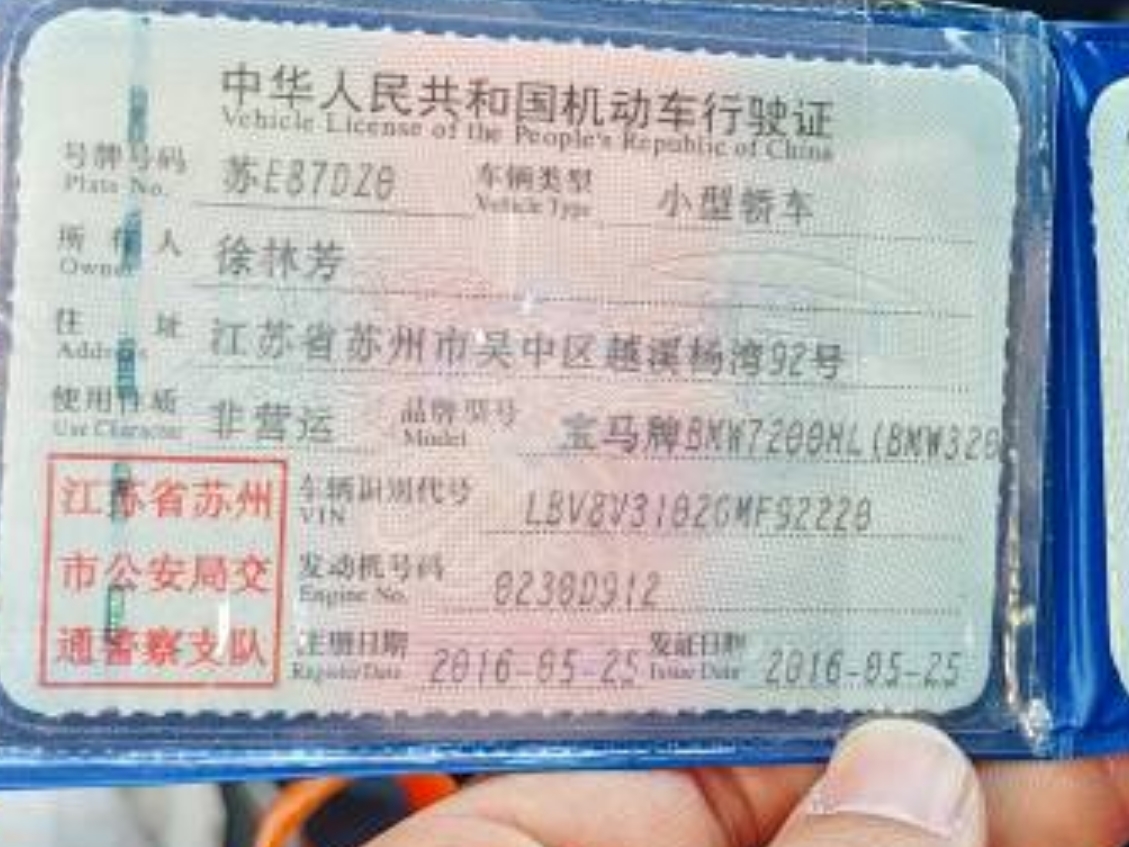 中华人民共和国机动车行驶证
Vehicle License of the People's Republic of China
号牌号码 苏E87DZ0 车辆类型 小型轿车
Plate No. Vehicle Type
所有人 徐林芳
Owner
住址 江苏省苏州市吴中区越溪杨湾92号
Address
使用性质 非营运 品牌型号 宝马牌BMW7200HL(BMW320
Use Character Model
江苏省苏州 车辆识别代号 LBV8V3102GMF92220
VIN
市公安局交 发动机号码 0230D912
Engine No.
通警察支队 注册日期 2016-05-25 发证日期 2016-05-25
Register Date Issue Date